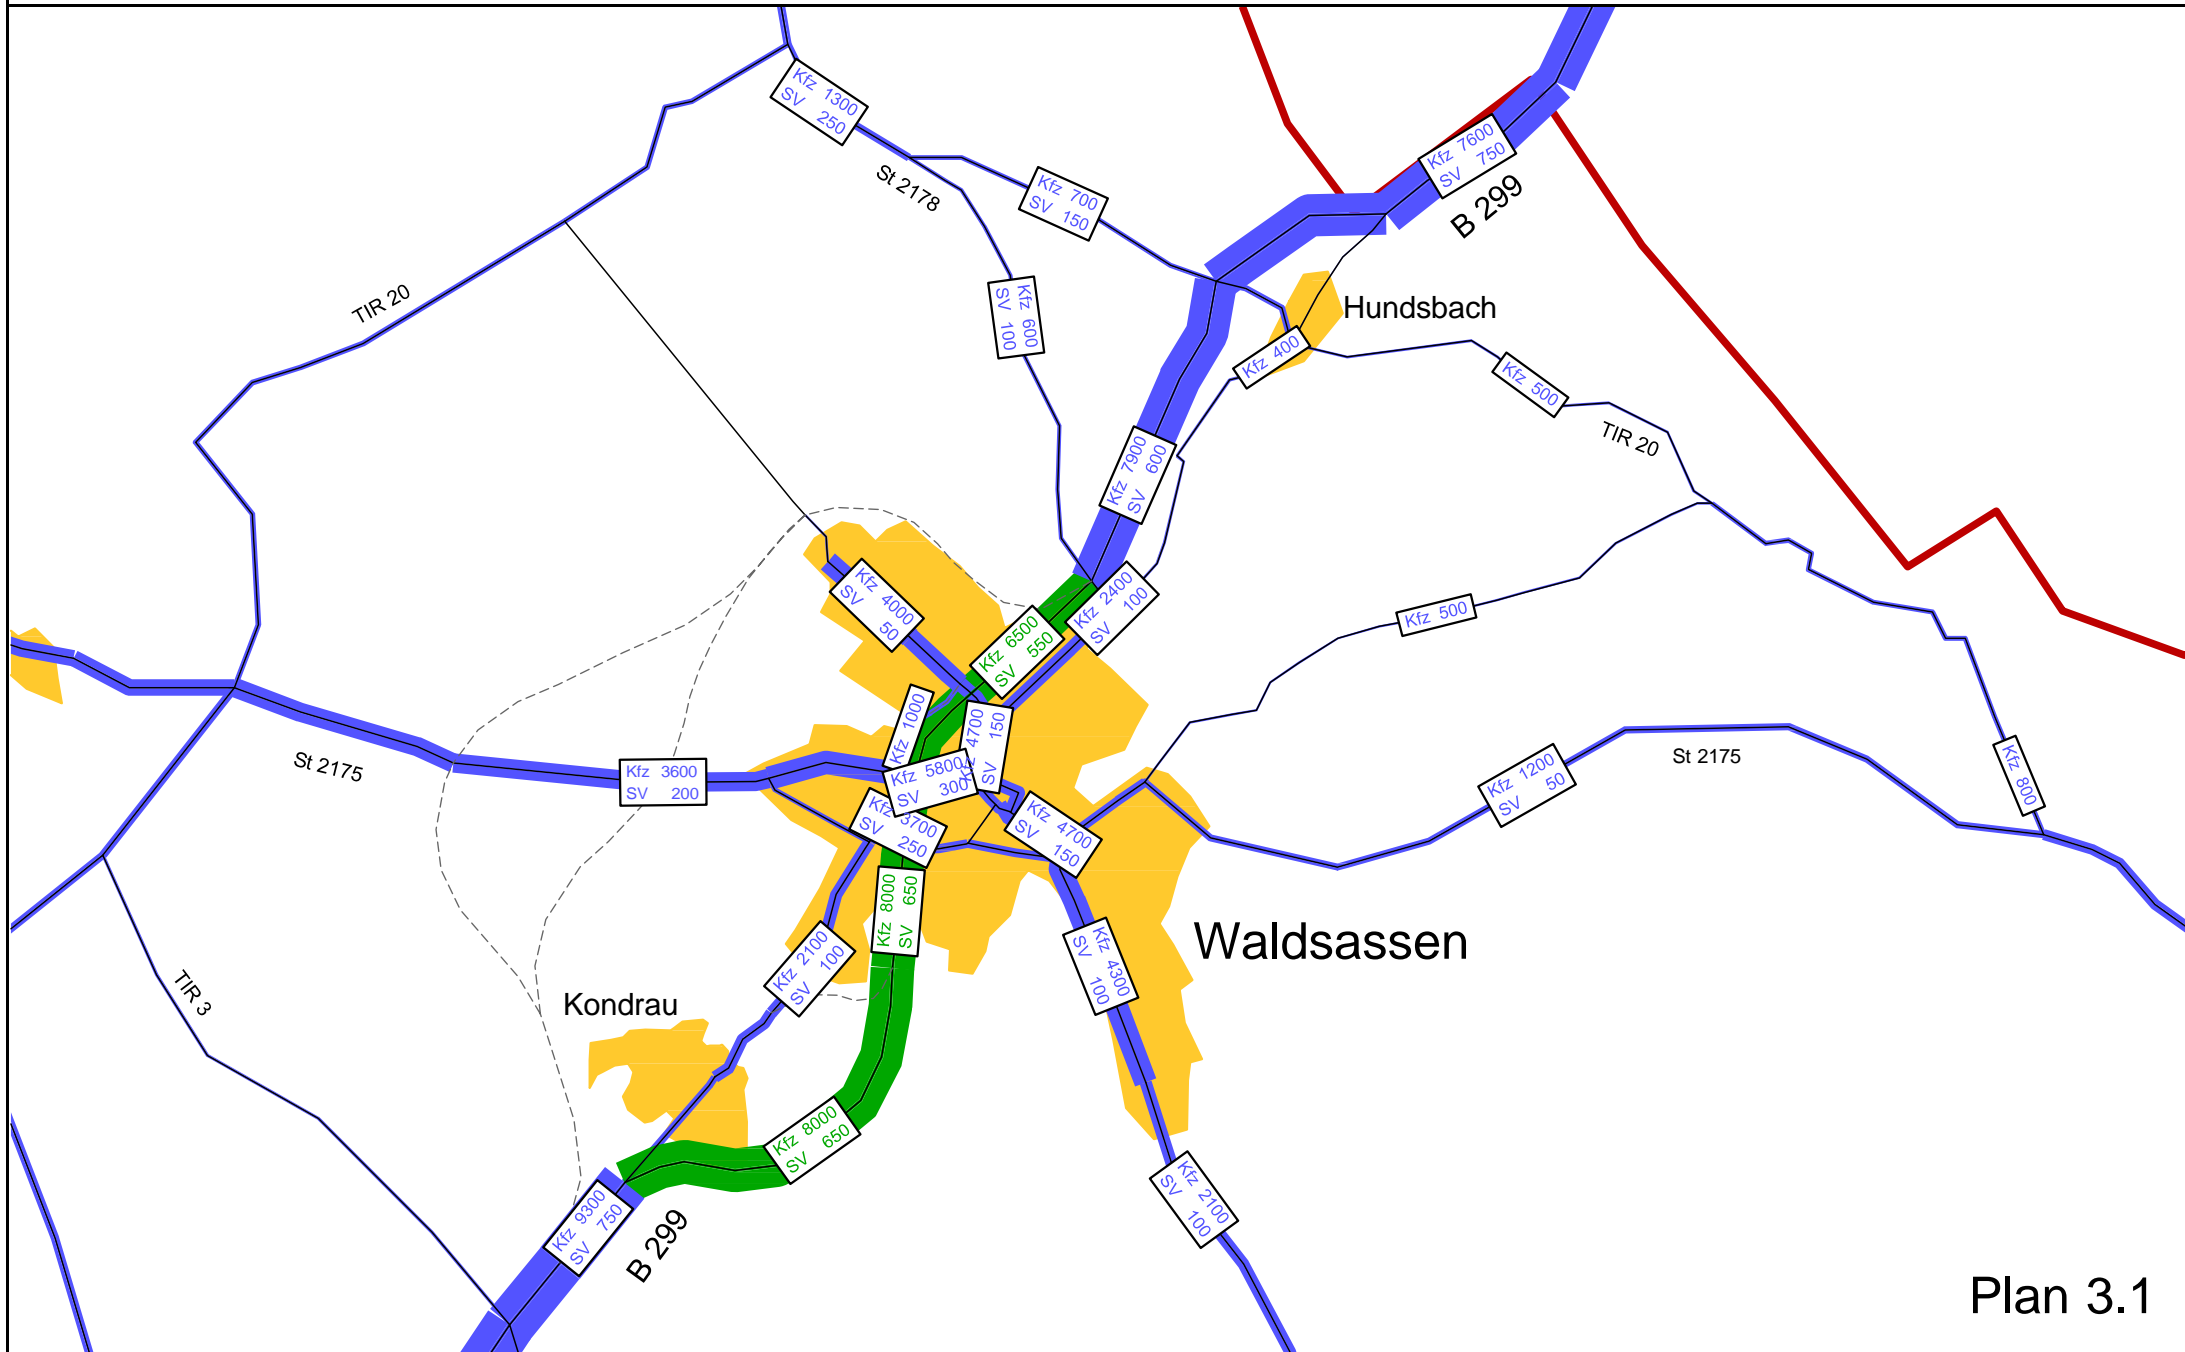 Kfz 1300
SV 250
St 2178
Kfz 700
SV 150
Kfz 7600
SV 750
B 299
Kfz 600
SV 100
TIR 20
Hundsbach
Kfz 400
Kfz 500
TIR 20
Kfz 7900
SV 600
Kfz 4000
SV 50
Kfz 6500
SV 550
Kfz 2400
SV 100
Kfz 500
St 2175
Kfz 3600
SV 200
Kfz 1000
Kfz 4700
SV 150
Kfz 5800
SV 300
Kfz 3700
SV 250
Kfz 4700
SV 150
Kfz 1200
SV 50
St 2175
Kfz 800
Kfz 8000
SV 650
Waldsassen
Kfz 2100
SV 100
Kfz 4300
SV 100
TIR 3
Kondrau
Kfz 8000
SV 650
Kfz 9300
SV 750
B 299
Kfz 2100
SV 100
Plan 3.1